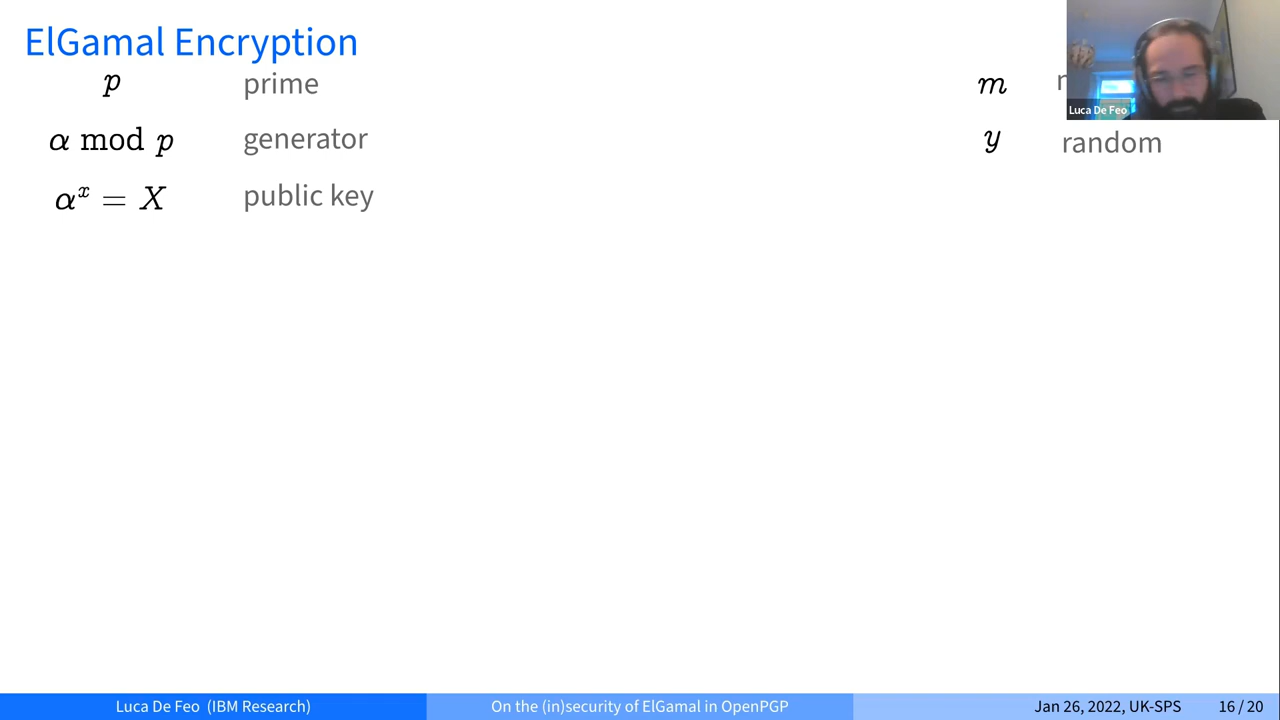 ElGamal Encryption
p prime
α mod p generator
αˣ = X public key
m
y random
Luca De Feo
Luca De Feo (IBM Research) On the (in)security of ElGamal in OpenPGP Jan 26, 2022, UK-SPS 16 / 20